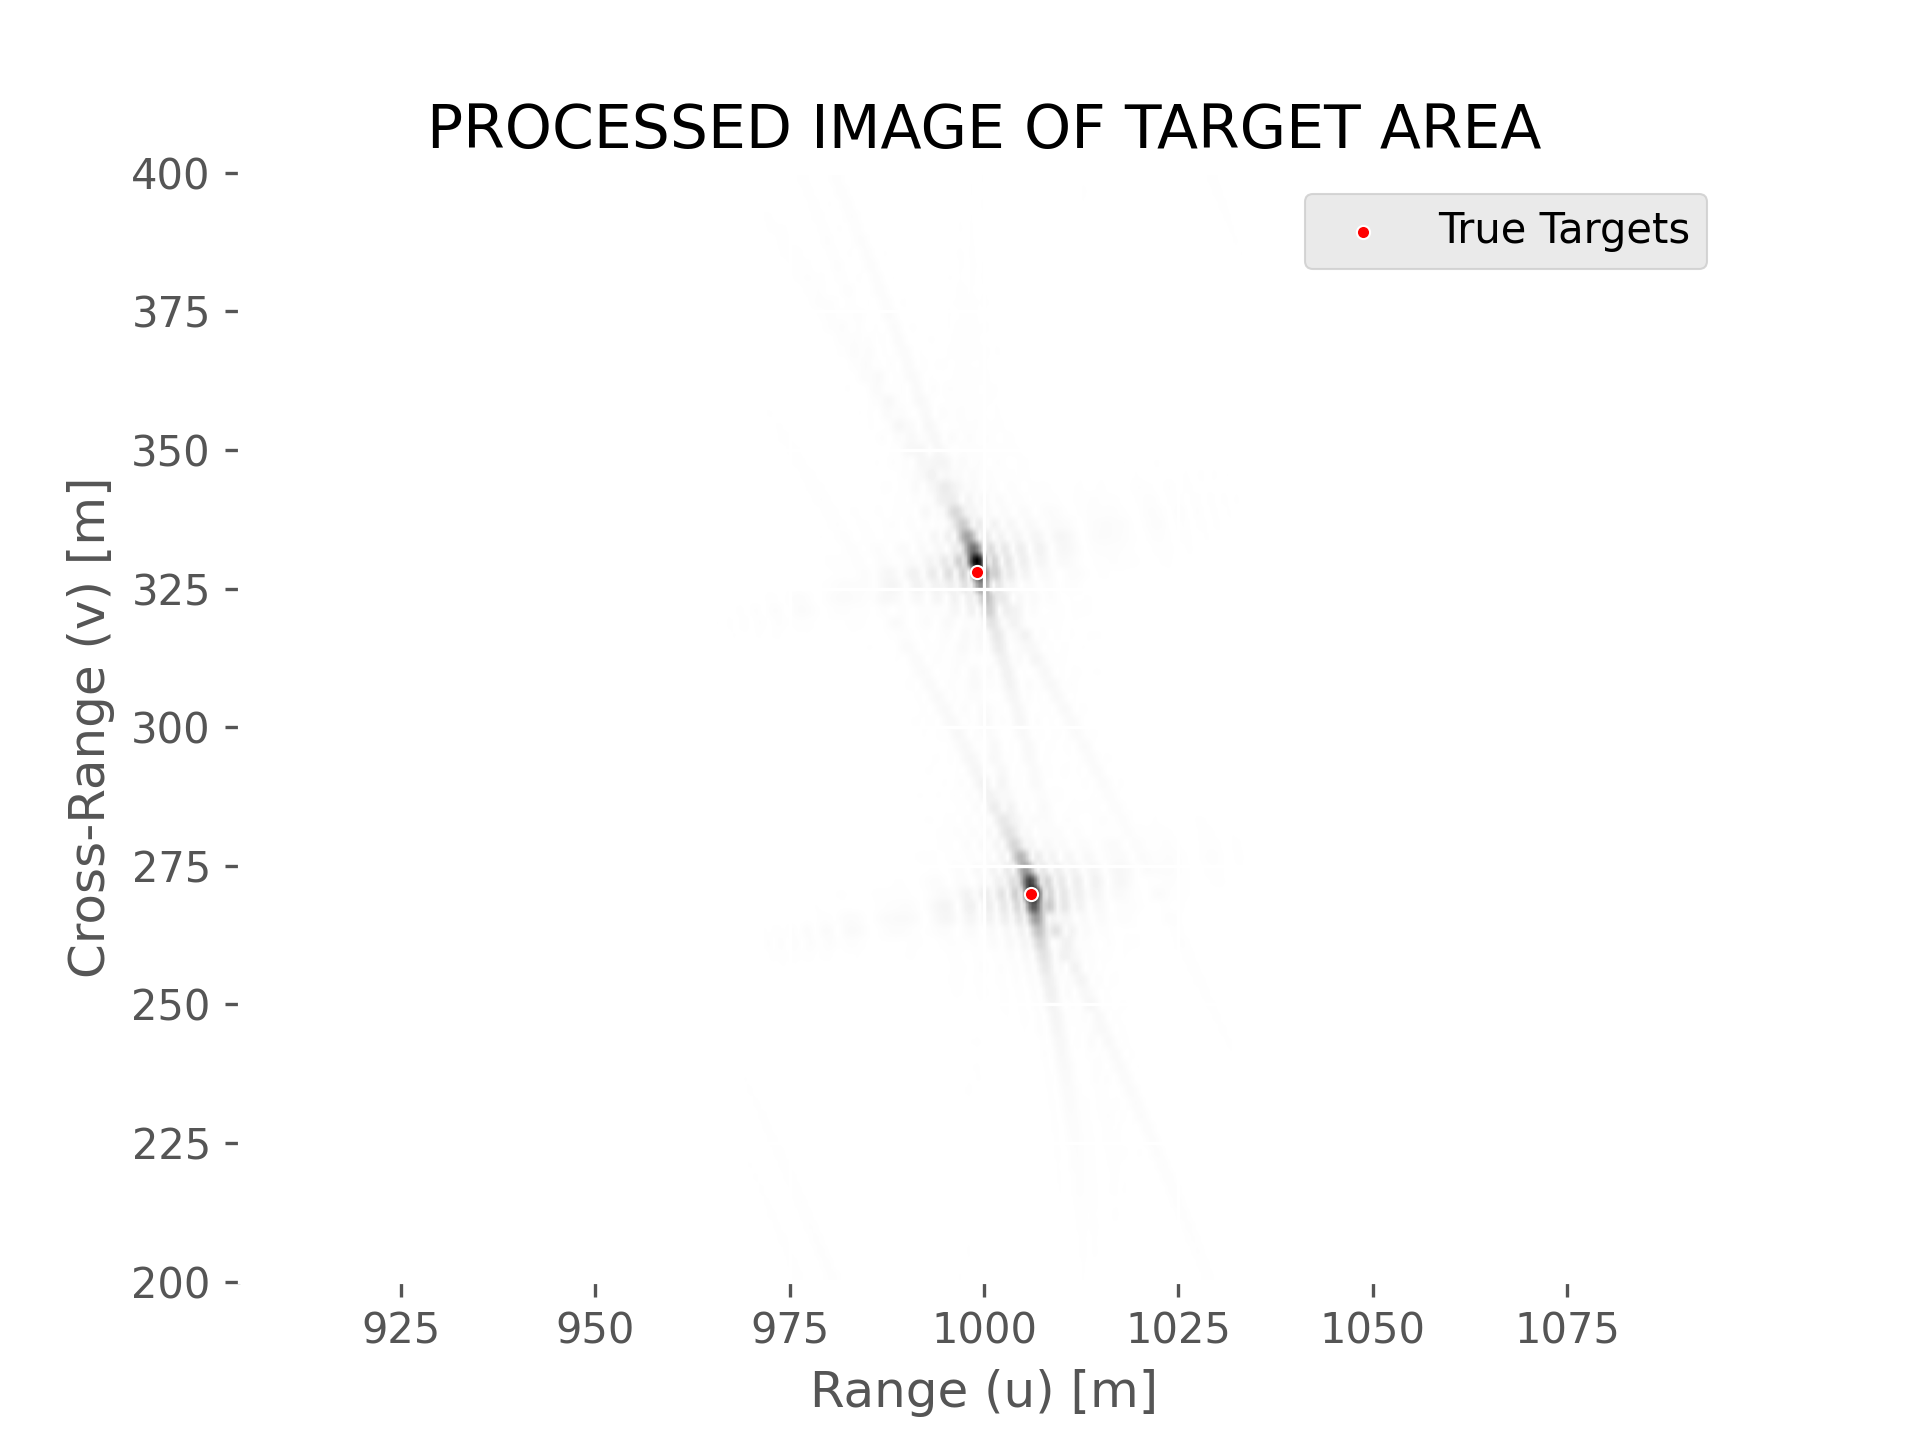 PROCESSED IMAGE OF TARGET AREA
True Targets
Cross-Range (v) [m]
400
375
350
325
300
275
250
225
200
925 950 975 1000 1025 1050 1075
Range (u) [m]